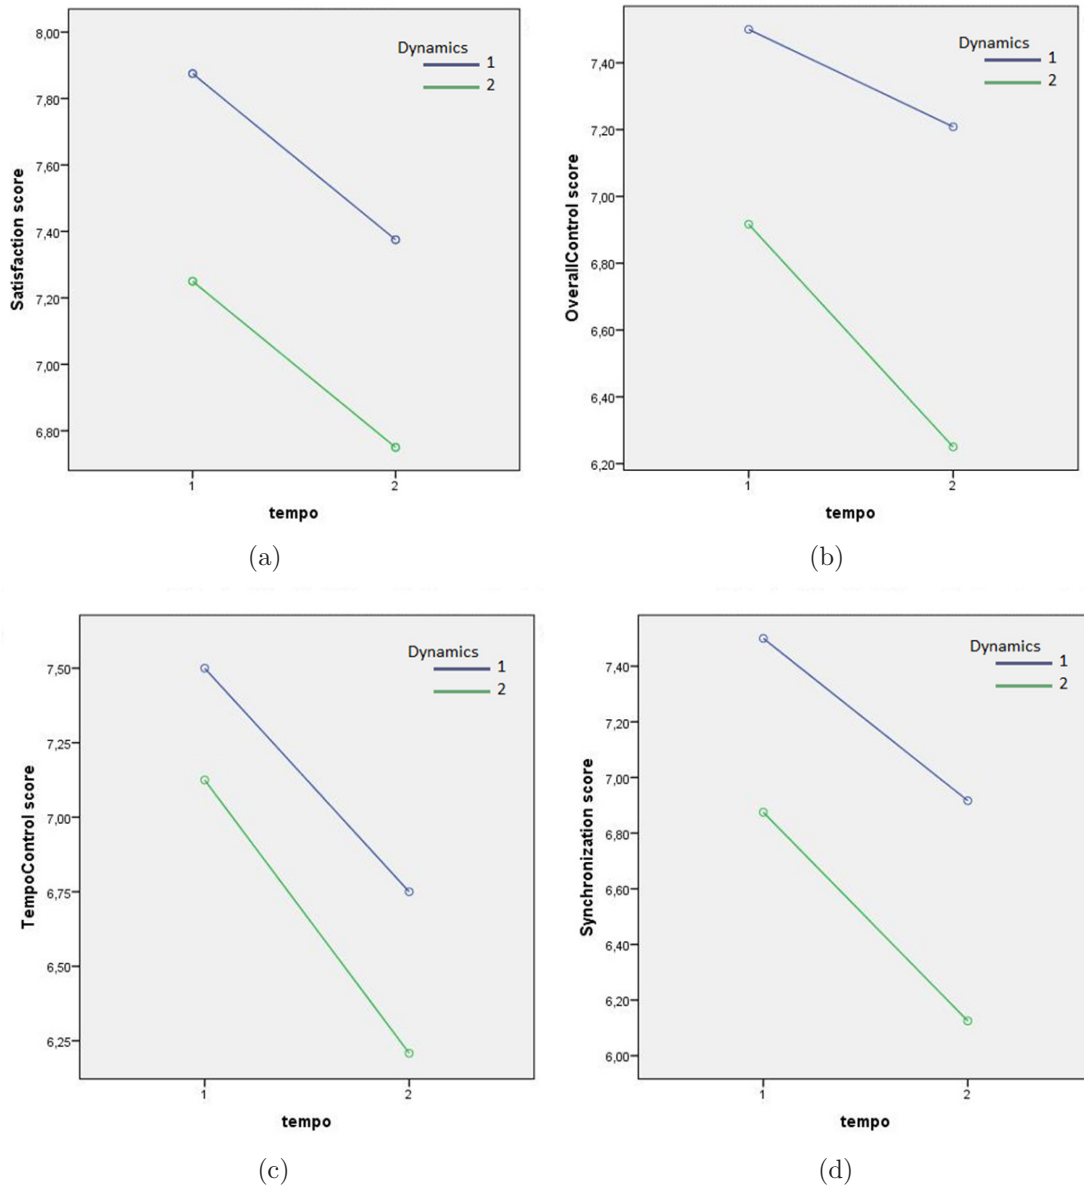 Dynamics
1
2
8,00
7,80
7,60
7,40
7,20
7,00
6,80
Satisfaction score
1
2
tempo
(a)
Dynamics
1
2
7,40
7,20
7,00
6,80
6,60
6,40
6,20
OverallControl score
1
2
tempo
(b)
Dynamics
1
2
7,50
7,25
7,00
6,75
6,50
6,25
TempoControl score
1
2
tempo
(c)
Dynamics
1
2
7,40
7,20
7,00
6,80
6,60
6,40
6,20
6,00
Synchronization score
1
2
tempo
(d)